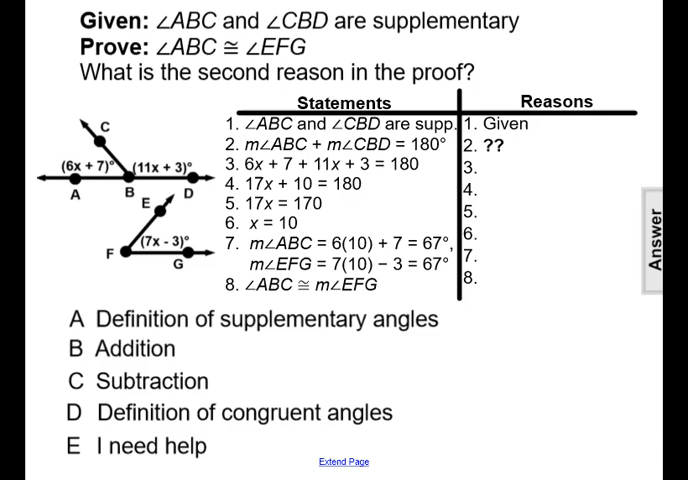 Given: ∠ABC and ∠CBD are supplementary
Prove: ∠ABC ≅ ∠EFG
What is the second reason in the proof?
Statements
Reasons
1. ∠ABC and ∠CBD are supp.
1. Given
2. m∠ABC + m∠CBD = 180°
2. ??
3. 6x + 7 + 11x + 3 = 180
3.
4. 17x + 10 = 180
4.
5. 17x = 170
5.
6. x = 10
6.
7. m∠ABC = 6(10) + 7 = 67°,
7.
m∠EFG = 7(10) − 3 = 67°
8. ∠ABC ≅ m∠EFG
8.
C
(6x + 7)°
(11x + 3)°
A
B
D
E
(7x - 3)°
F
G
Answer
A Definition of supplementary angles
B Addition
C Subtraction
D Definition of congruent angles
E I need help
Extend Page